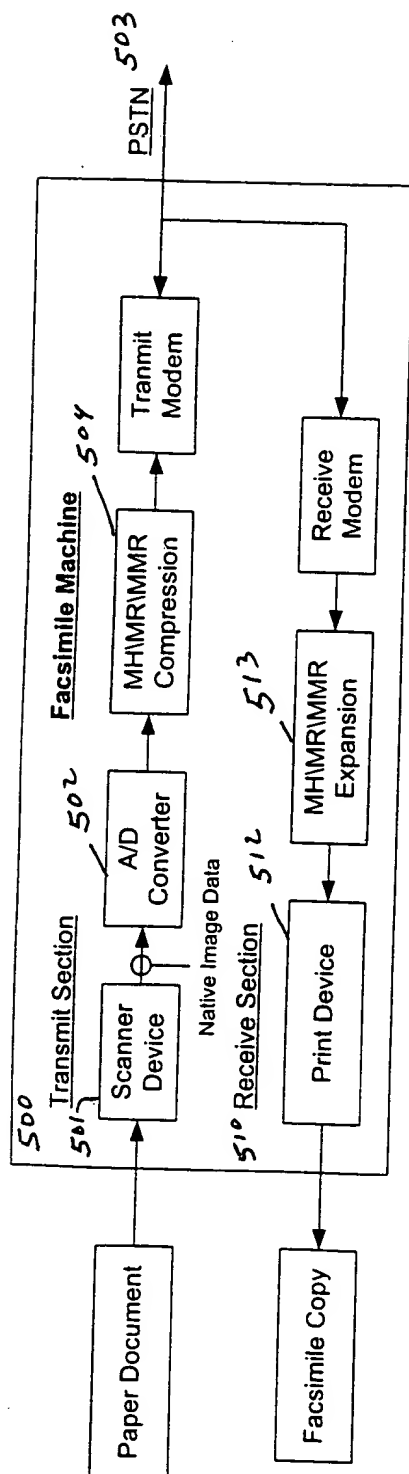 Paper Document
500
Transmit Section
501
Scanner
Device
Native Image Data
502
A/D
Converter
Facsimile Machine
504
MH\MR\MMR
Compression
Tranmit
Modem
PSTN
503
Receive
Modem
513
MH\MR\MMR
Expansion
512
Print Device
510
Receive Section
Facsimile Copy